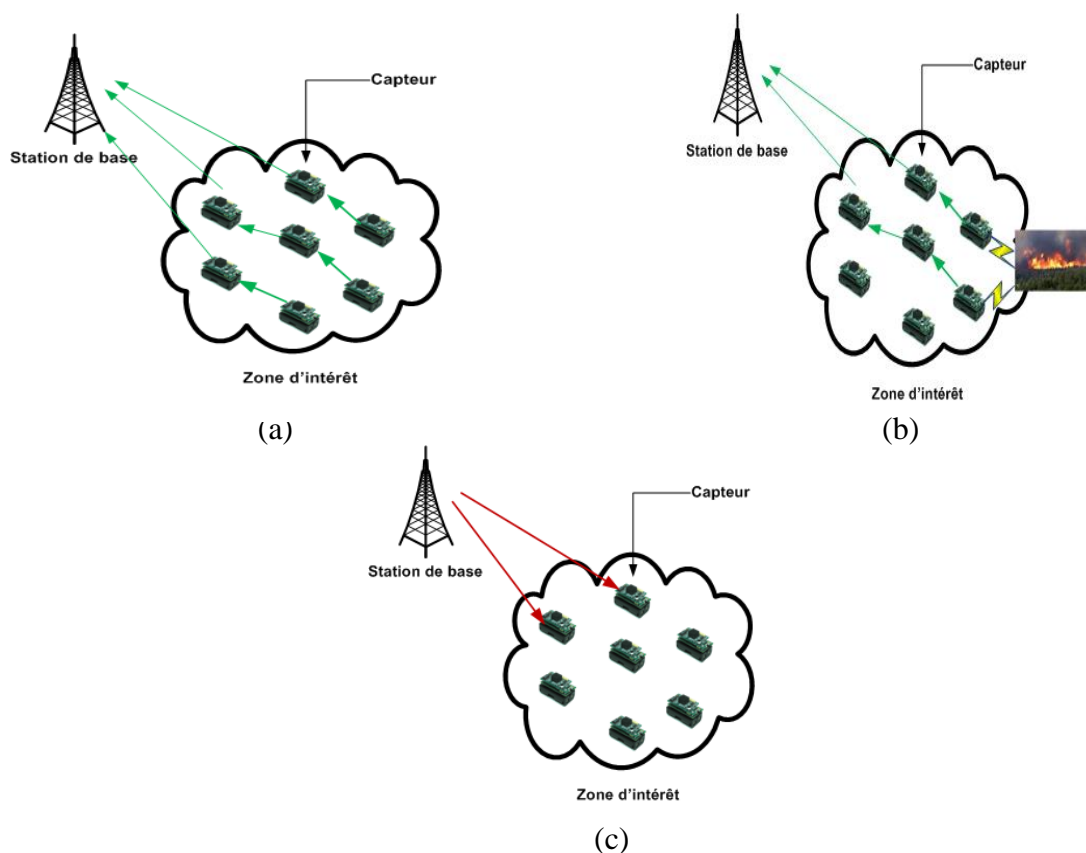 Capteur
Station de base
Zone d'intérêt
(a)
Capteur
Station de base
Zone d'intérêt
(b)
Capteur
Station de base
Zone d'intérêt
(c)